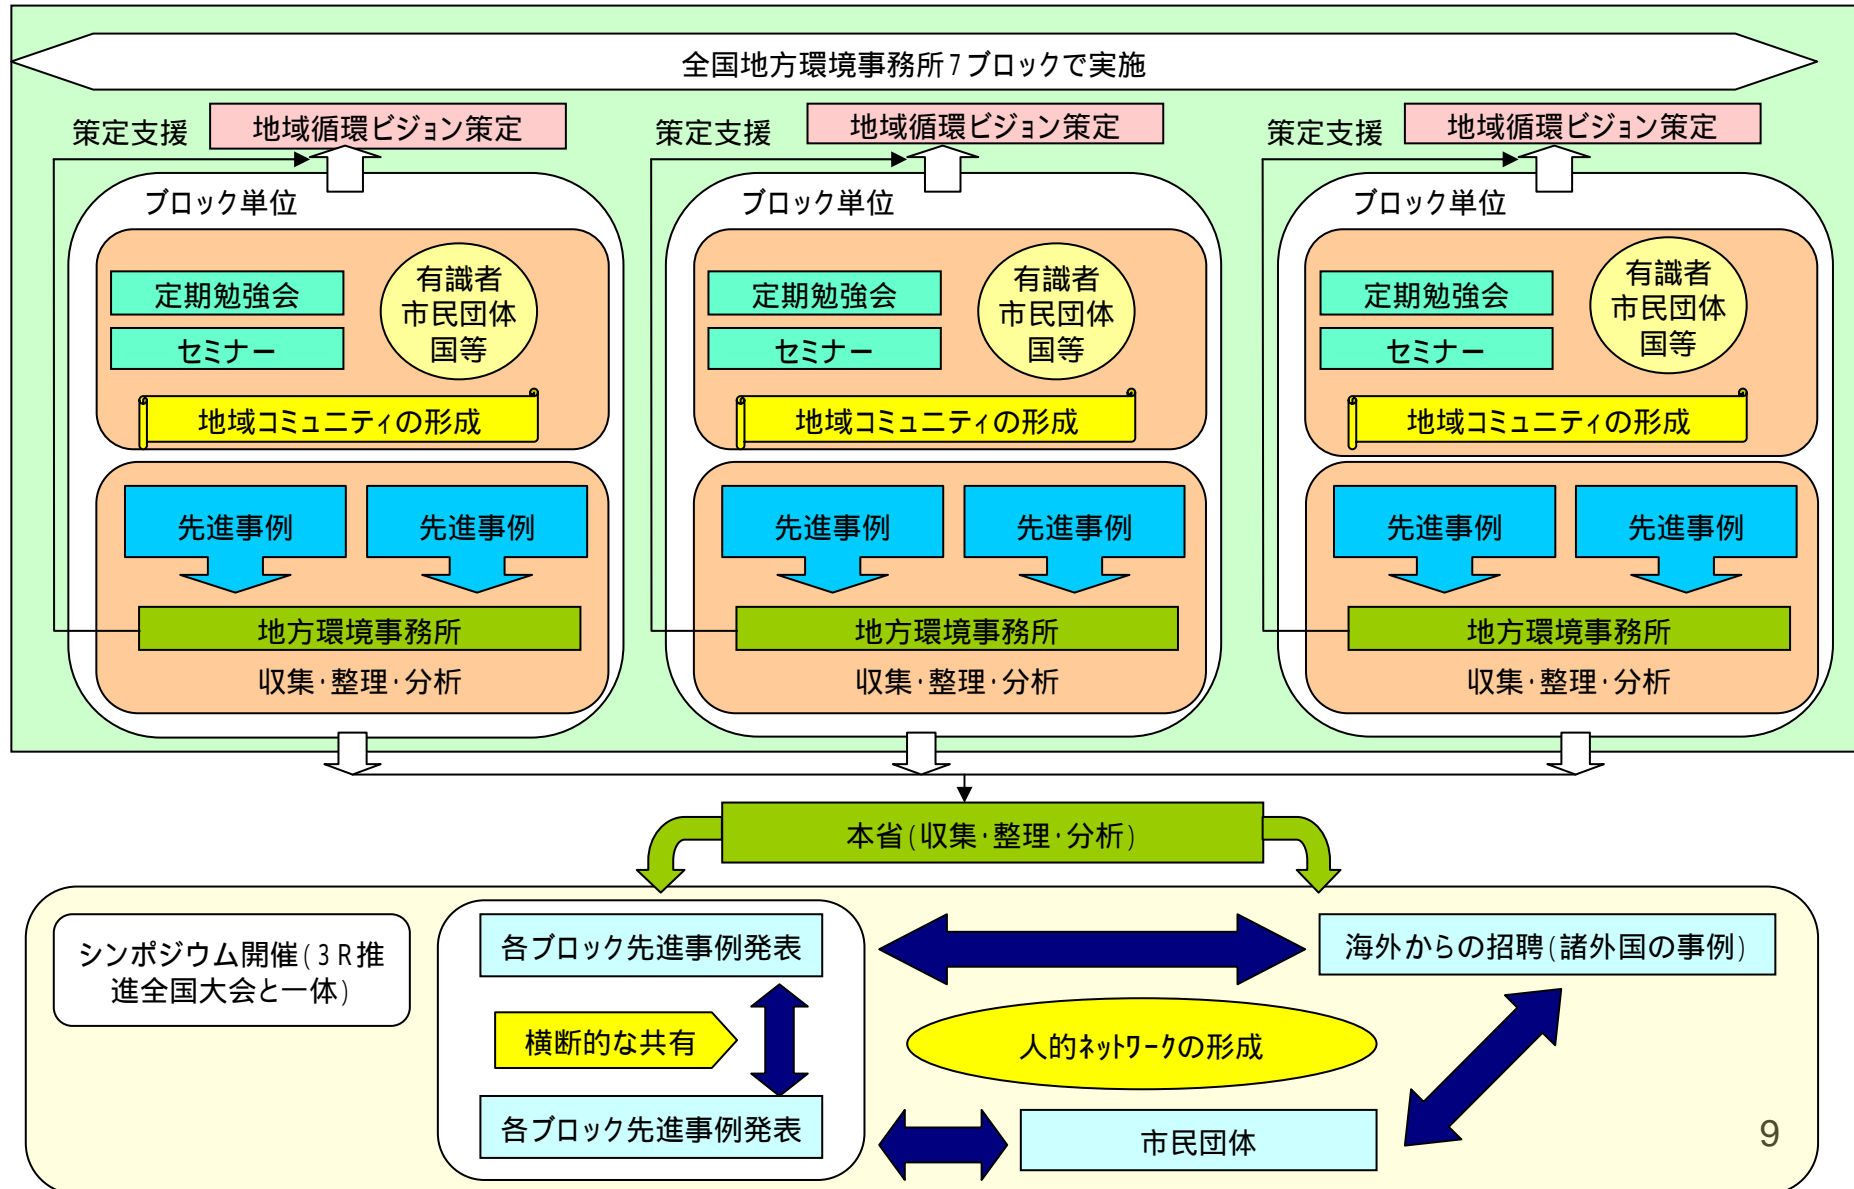 全国地方環境事務所7ブロックで実施
策定支援
地域循環ビジョン策定
策定支援
地域循環ビジョン策定
策定支援
地域循環ビジョン策定
ブロック単位
定期勉強会
セミナー
有識者
市民団体
国等
地域コミュニティの形成
先進事例
先進事例
地方環境事務所
収集･整理･分析
ブロック単位
定期勉強会
セミナー
有識者
市民団体
国等
地域コミュニティの形成
先進事例
先進事例
地方環境事務所
収集･整理･分析
ブロック単位
定期勉強会
セミナー
有識者
市民団体
国等
地域コミュニティの形成
先進事例
先進事例
地方環境事務所
収集･整理･分析
本省(収集･整理･分析)
シンポジウム開催(3R推
進全国大会と一体)
各ブロック先進事例発表
横断的な共有
各ブロック先進事例発表
海外からの招聘(諸外国の事例)
人的ﾈｯﾄﾜｰｸの形成
市民団体
9